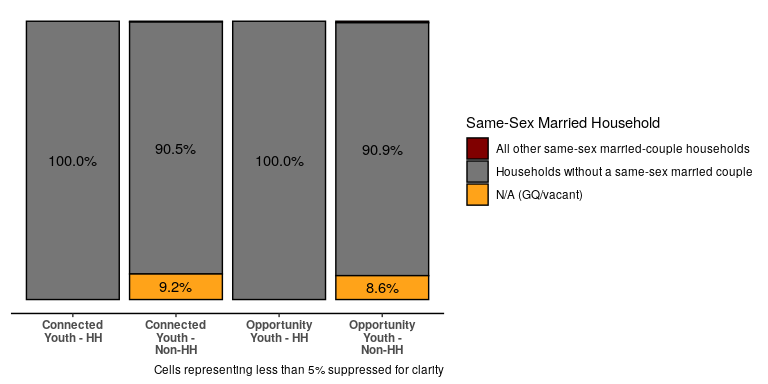 100.0%
90.5%
9.2%
100.0%
90.9%
8.6%
Connected
Youth - HH
Connected
Youth -
Non-HH
Opportunity
Youth - HH
Opportunity
Youth -
Non-HH
Cells representing less than 5% suppressed for clarity
Same-Sex Married Household
All other same-sex married-couple households
Households without a same-sex married couple
N/A (GQ/vacant)